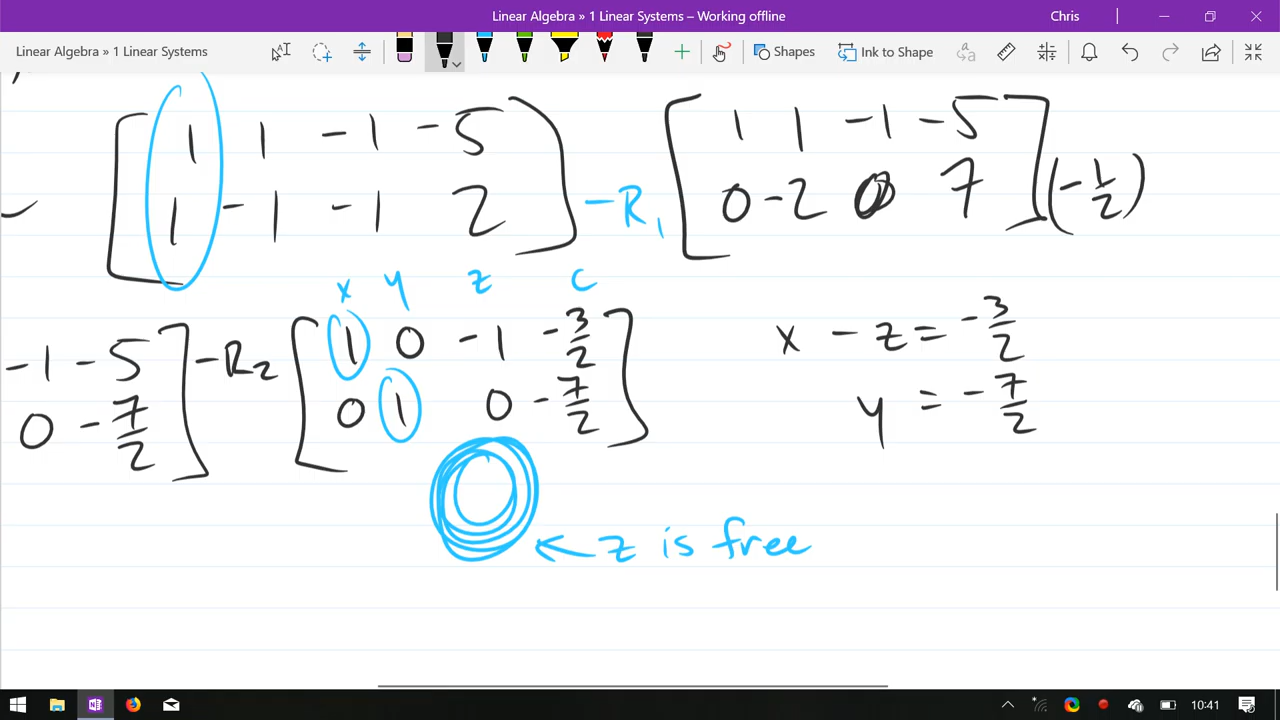 Linear Algebra » 1 Linear Systems – Working offline
Chris
Linear Algebra » 1 Linear Systems
Shapes
Ink to Shape
1 1 -1 -5
1 -1 -1 2
-R1
1 1 -1 -5
0 -2 0 7
(-1/2)
x y z c
-1 -5
0 -7/2
-R2
1 0 -1 -3/2
0 1 0 -7/2
x - z = -3/2
y = -7/2
← z is free
10:41